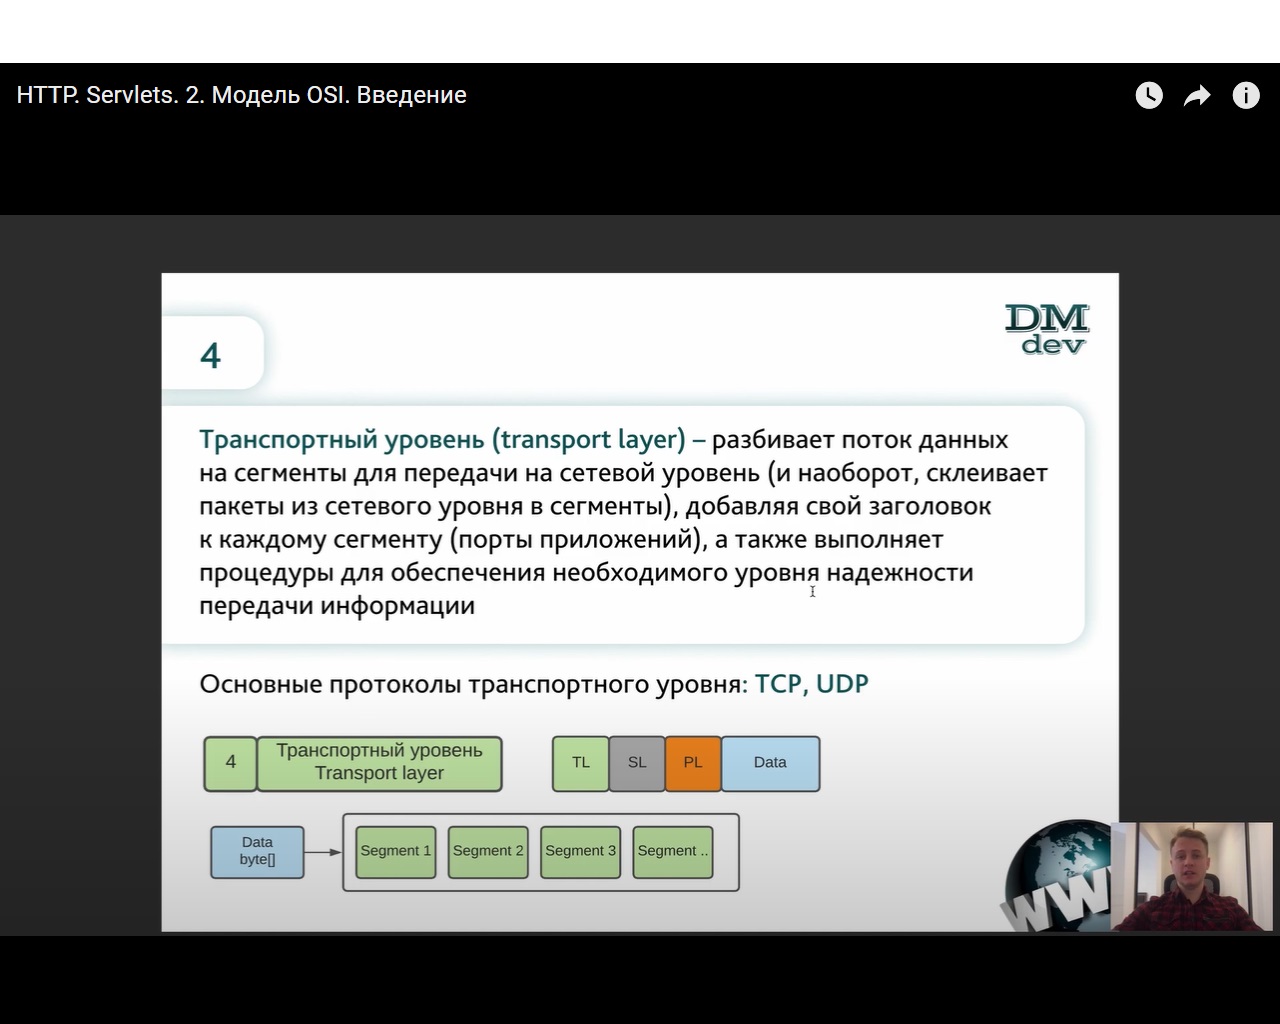 HTTP. Servlets. 2. Модель OSI. Введение
DM
dev
4
Транспортный уровень (transport layer) – разбивает поток данных
на сегменты для передачи на сетевой уровень (и наоборот, склеивает
пакеты из сетевого уровня в сегменты), добавляя свой заголовок
к каждому сегменту (порты приложений), а также выполняет
процедуры для обеспечения необходимого уровня надежности
передачи информации
Основные протоколы транспортного уровня: TCP, UDP
4
Транспортный уровень
Transport layer
TL SL PL Data
Data
byte[]
Segment 1 Segment 2 Segment 3 Segment ..
WW